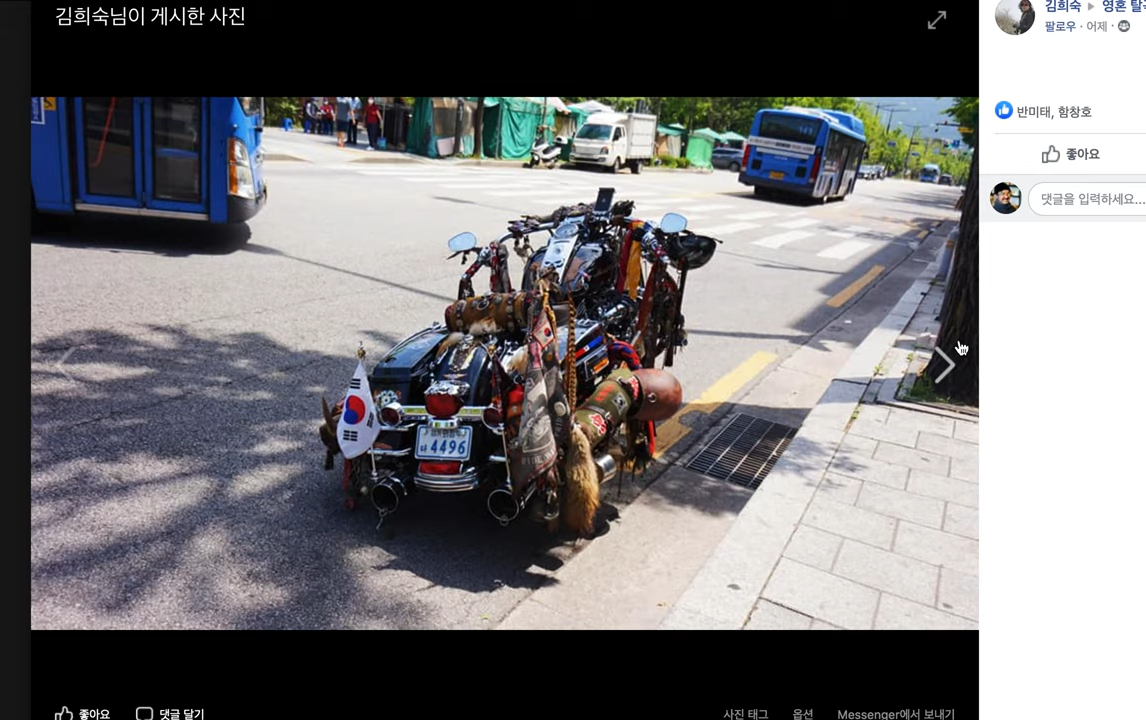 김희숙님이 게시한 사진
김희숙 ▶ 영혼 탈
팔로우 · 어제 ·
반미태, 함창호
좋아요
댓글을 입력하세요...
4496
좋아요
댓글 달기
사진 태그
옵션
Messenger에서 보내기